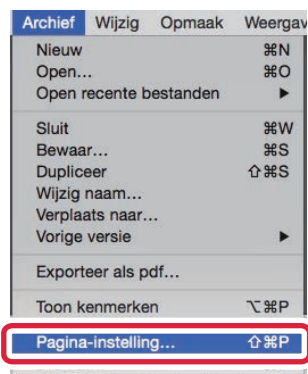 Archief Wijzig Opmaak Weergav
Nieuw ⌘N
Open... ⌘O
Open recente bestanden ▶
Sluit ⌘W
Bewaar... ⌘S
Dupliceer ⇧⌘S
Wijzig naam...
Verplaats naar...
Vorige versie ▶
Exporteer als pdf...
Toon kenmerken ⌥⌘P
Pagina-instelling... ⇧⌘P